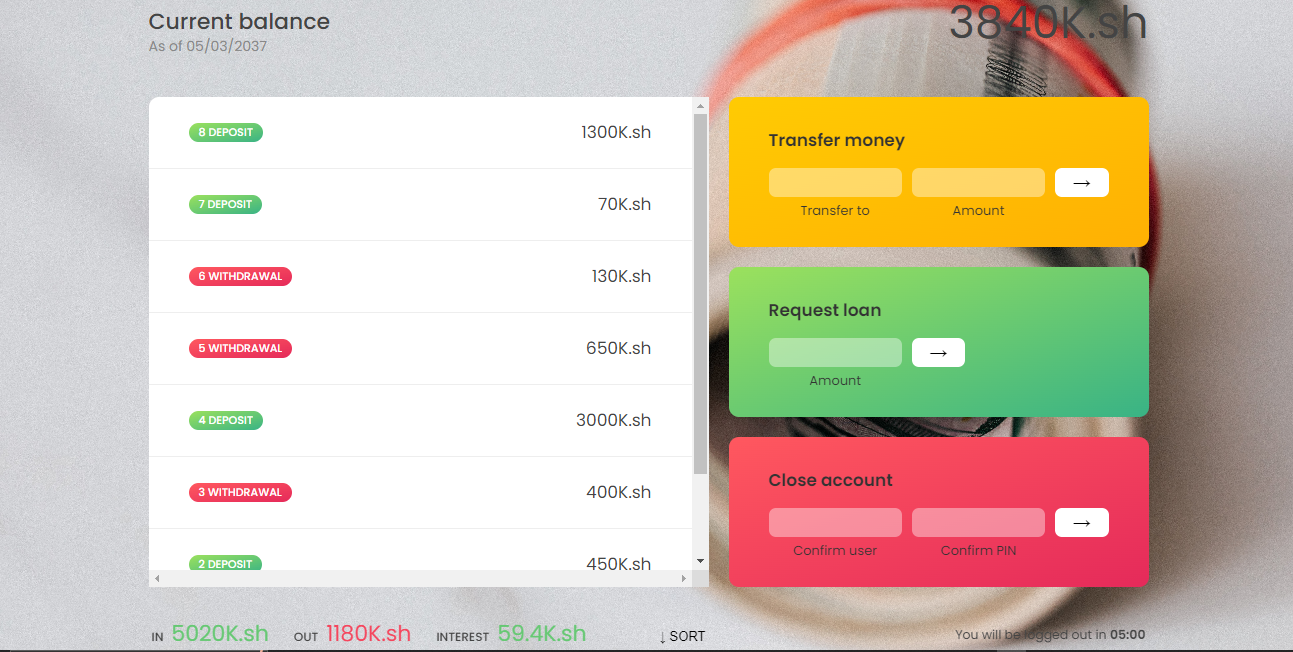 Current balance
As of 05/03/2037
3840K.sh
8 DEPOSIT 1300K.sh
7 DEPOSIT 70K.sh
6 WITHDRAWAL 130K.sh
5 WITHDRAWAL 650K.sh
4 DEPOSIT 3000K.sh
3 WITHDRAWAL 400K.sh
2 DEPOSIT 450K.sh
Transfer money
→
Transfer to Amount
Request loan
→
Amount
Close account
→
Confirm user Confirm PIN
IN 5020K.sh OUT 1180K.sh INTEREST 59.4K.sh ↓ SORT
You will be logged out in 05:00